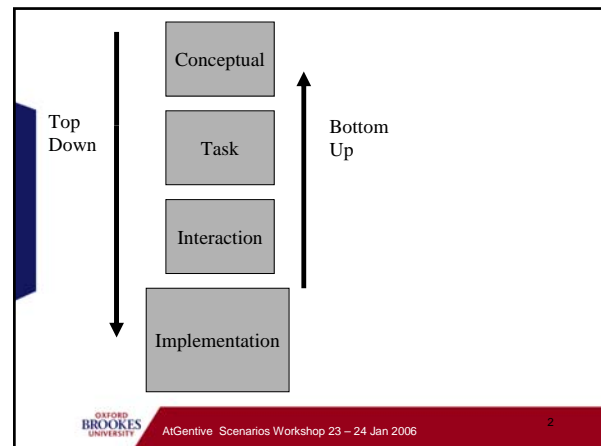 Conceptual
Top
Down
Bottom
Up
Task
Interaction
Implementation
OXFORD
BROOKES
UNIVERSITY
AtGentive Scenarios Workshop 23 – 24 Jan 2006
2